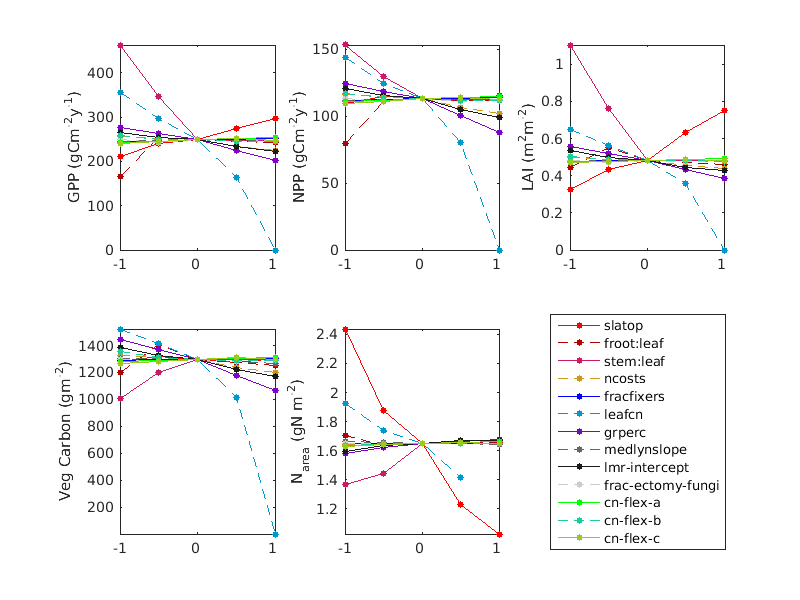 400
300
200
100
0
-1 0 1
GPP (gCm⁻²y⁻¹)
150
100
50
0
-1 0 1
NPP (gCm⁻²y⁻¹)
1
0.8
0.6
0.4
0.2
0
-1 0 1
LAI (m²m⁻²)
1400
1200
1000
800
600
400
200
-1 0 1
Veg Carbon (gm⁻²)
2.4
2.2
2
1.8
1.6
1.4
1.2
-1 0 1
N_area (gN m⁻²)
slatop
froot:leaf
stem:leaf
ncosts
fracfixers
leafcn
grperc
medlynslope
lmr-intercept
frac-ectomy-fungi
cn-flex-a
cn-flex-b
cn-flex-c